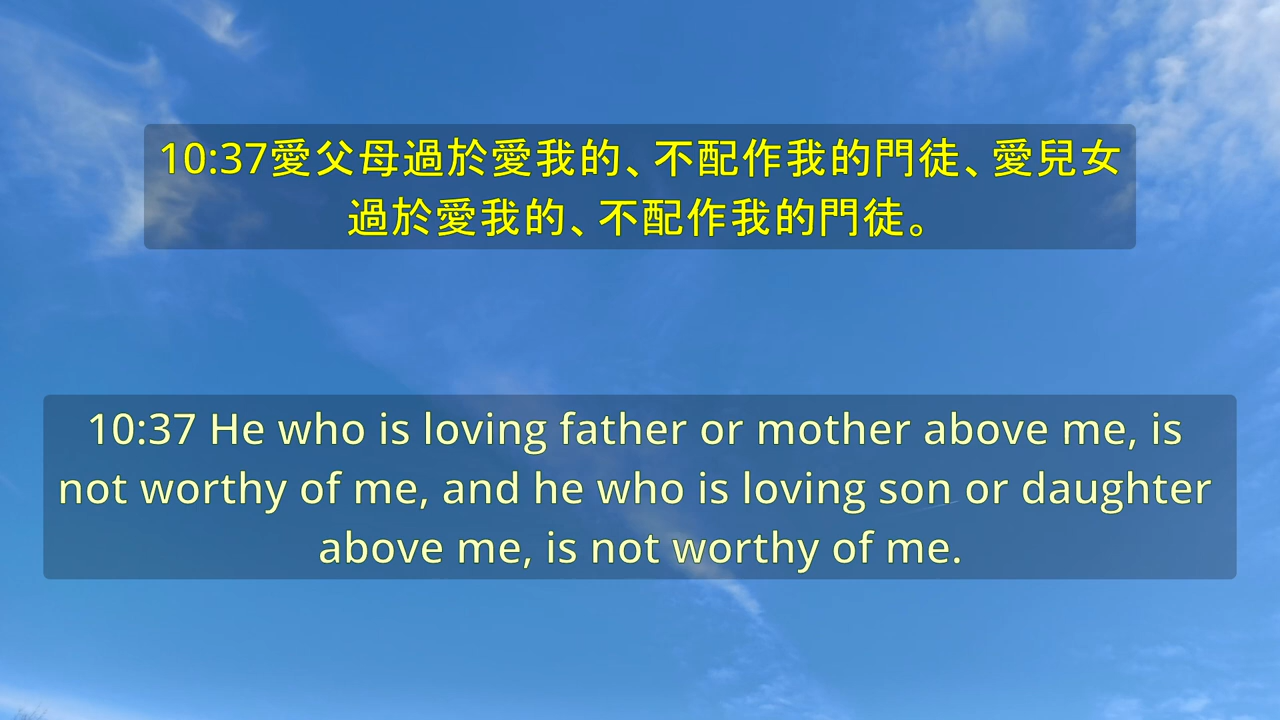 10:37愛父母過於愛我的、不配作我的門徒、愛兒女
過於愛我的、不配作我的門徒。
10:37 He who is loving father or mother above me, is
not worthy of me, and he who is loving son or daughter
above me, is not worthy of me.